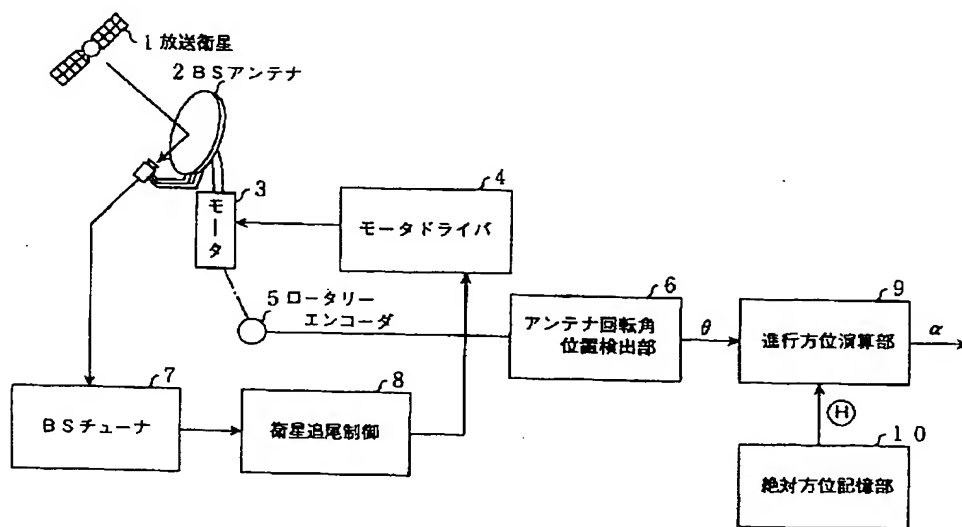 1 放送衛星
2 BSアンテナ
3
モータ
4
モータドライバ
5 ロータリー
エンコーダ
6
アンテナ回転角
位置検出部
θ
9
進行方位演算部
α
7
BSチューナ
8
衛星追尾制御
H
10
絶対方位記憶部